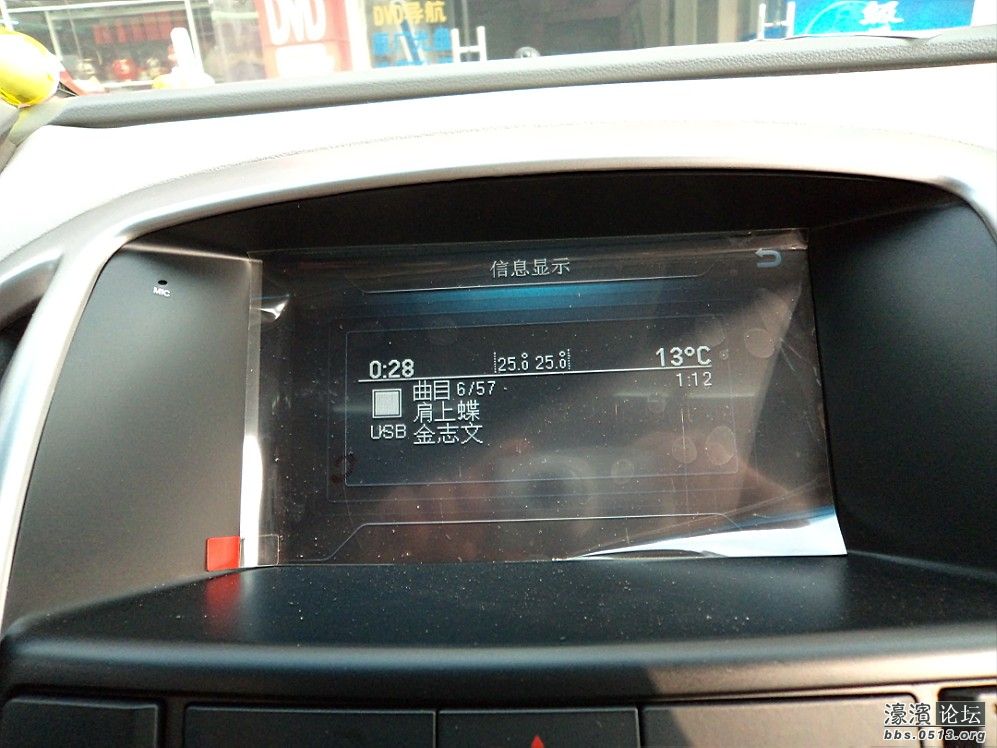 DVD
DVD导航
MIC
信息显示
0:28
25.0 25.0
13°C
曲目 6/57
1:12
肩上蝶
USB 金志文
濠濱 论坛
bbs.0513.org